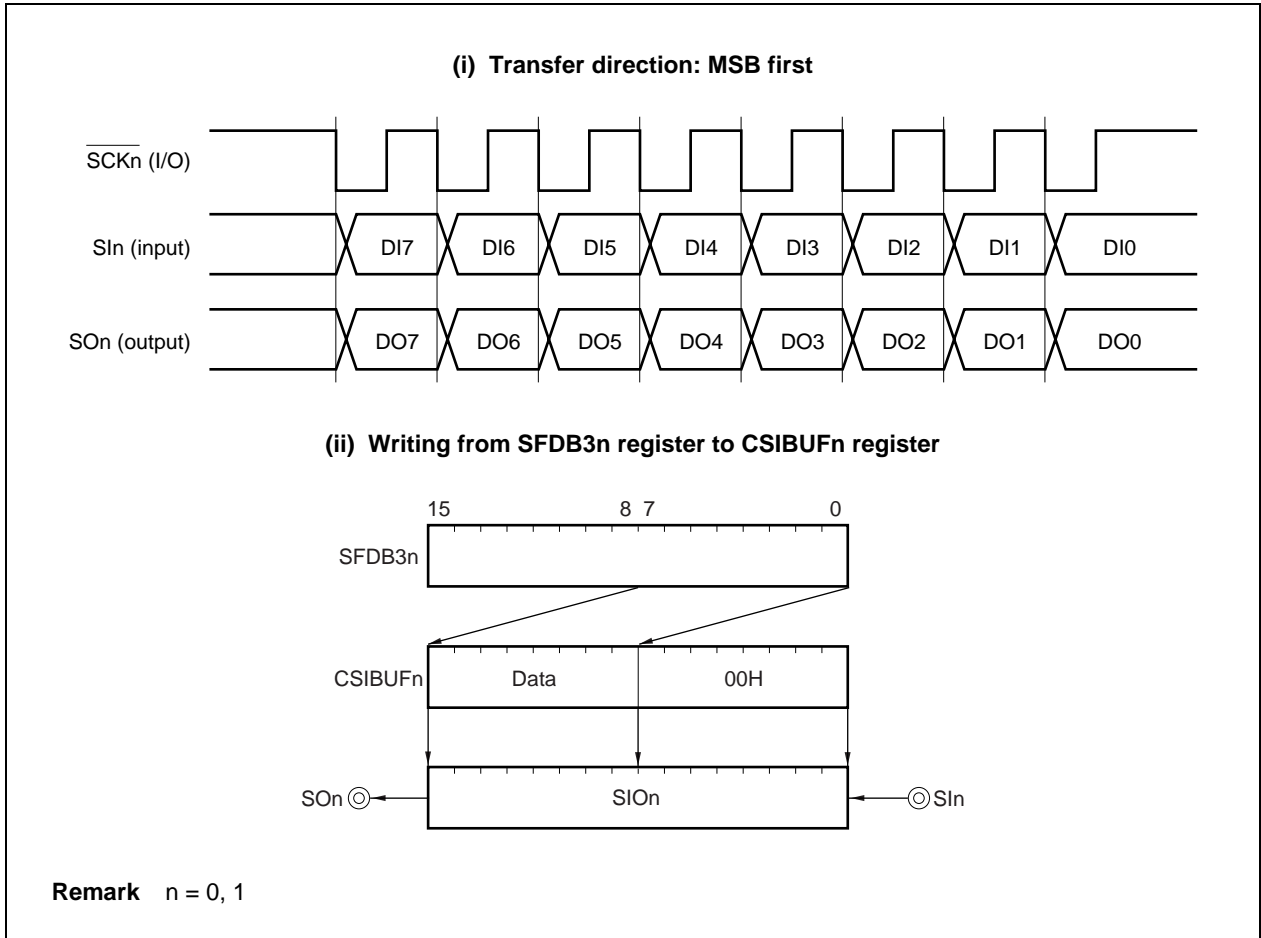 (i) Transfer direction: MSB first
SCKn (I/O)
SIn (input) DI7 DI6 DI5 DI4 DI3 DI2 DI1 DI0
SOn (output) DO7 DO6 DO5 DO4 DO3 DO2 DO1 DO0
(ii) Writing from SFDB3n register to CSIBUFn register
15 8 7 0
SFDB3n
CSIBUFn Data 00H
SOn SIOn SIn
Remark n = 0, 1